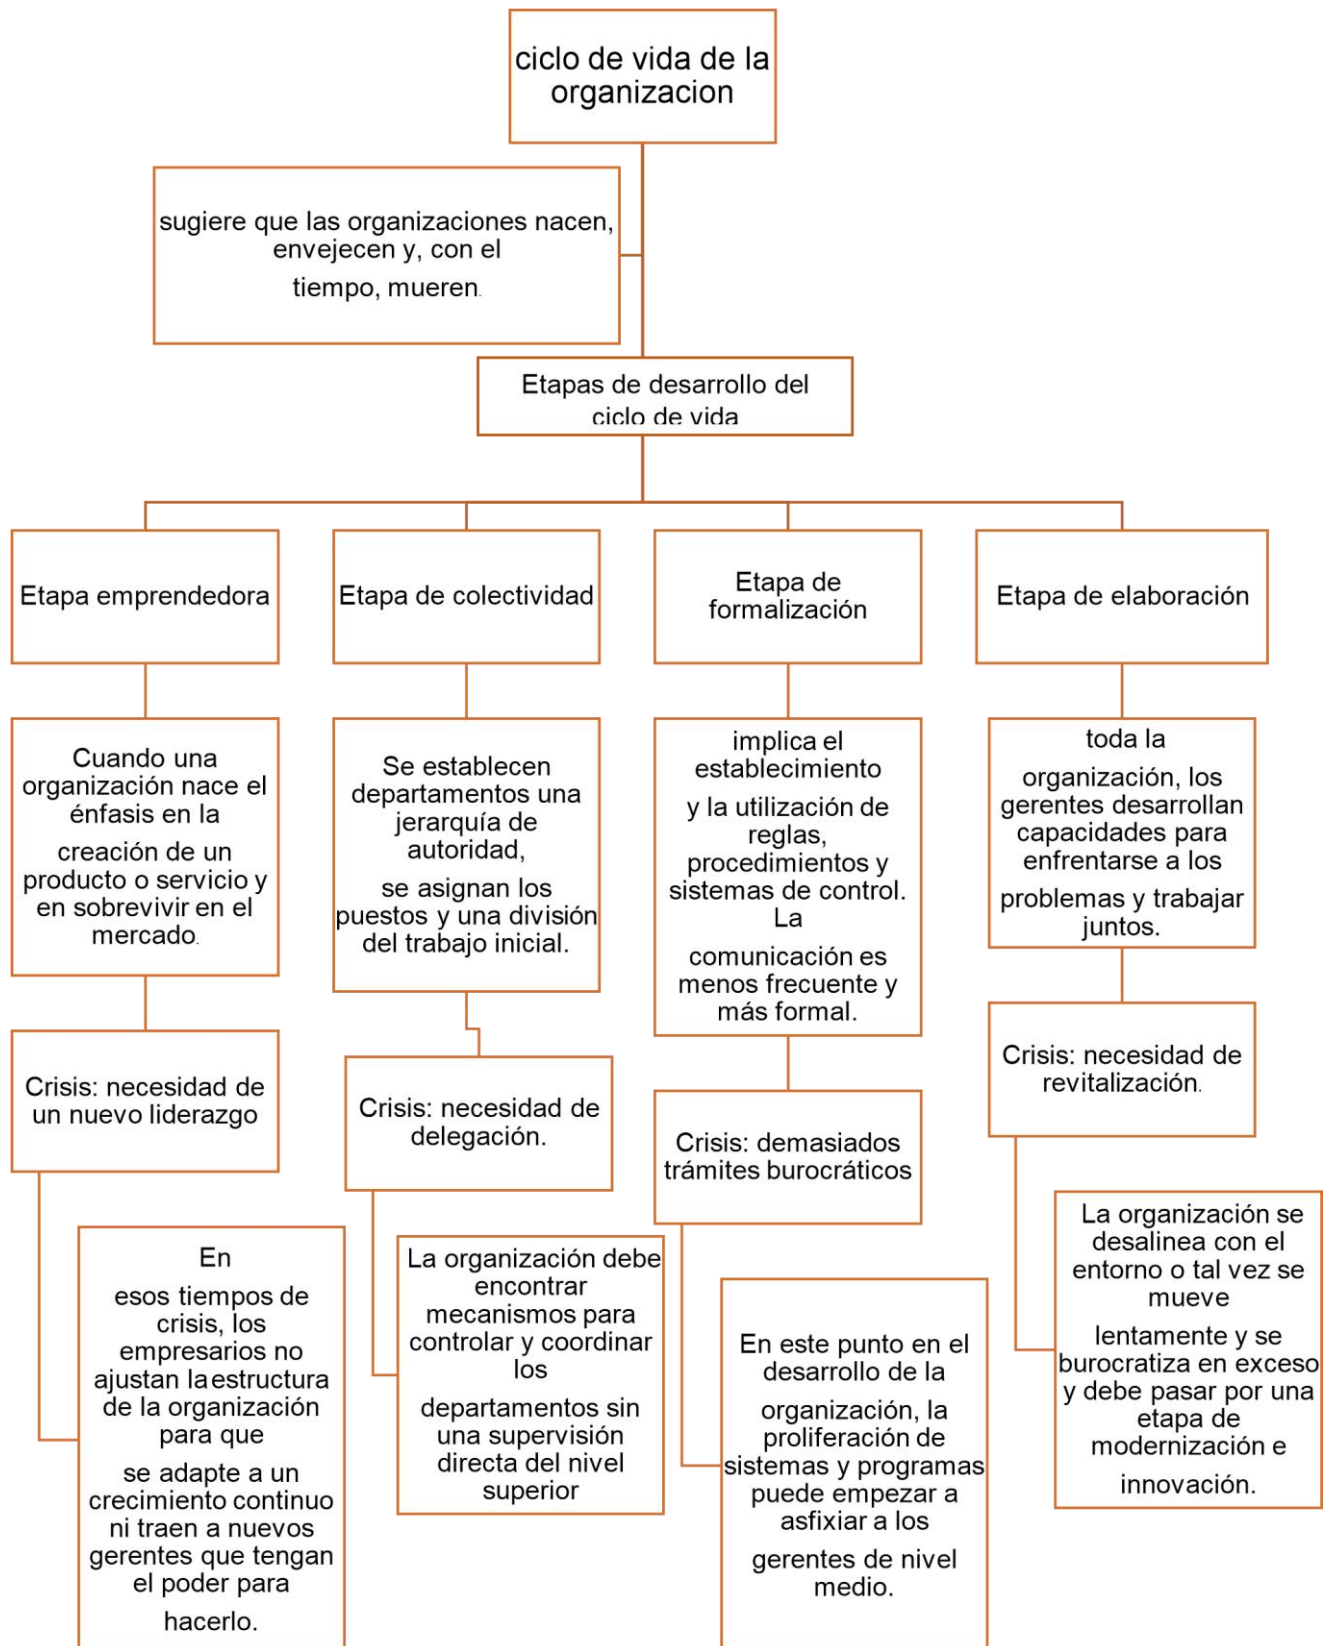 ciclo de vida de la
organizacion
sugiere que las organizaciones nacen,
envejecen y, con el
tiempo, mueren.
Etapas de desarrollo del
ciclo de vida
Etapa emprendedora
Cuando una
organización nace el
énfasis en la
creación de un
producto o servicio y
en sobrevivir en el
mercado.
Crisis: necesidad de
un nuevo liderazgo
En
esos tiempos de
crisis, los
empresarios no
ajustan la estructura
de la organización
para que
se adapte a un
crecimiento continuo
ni traen a nuevos
gerentes que tengan
el poder para
hacerlo.
Etapa de colectividad
Se establecen
departamentos una
jerarquía de
autoridad,
se asignan los
puestos y una división
del trabajo inicial.
Crisis: necesidad de
delegación.
La organización debe
encontrar
mecanismos para
controlar y coordinar
los
departamentos sin
una supervisión
directa del nivel
superior
Etapa de
formalización
implica el
establecimiento
y la utilización de
reglas,
procedimientos y
sistemas de control.
La
comunicación es
menos frecuente y
más formal.
Crisis: demasiados
trámites burocráticos
En este punto en el
desarrollo de la
organización, la
proliferación de
sistemas y programas
puede empezar a
asfixiar a los
gerentes de nivel
medio.
Etapa de elaboración
toda la
organización, los
gerentes desarrollan
capacidades para
enfrentarse a los
problemas y trabajar
juntos.
Crisis: necesidad de
revitalización.
La organización se
desalinea con el
entorno o tal vez se
mueve
lentamente y se
burocratiza en exceso
y debe pasar por una
etapa de
modernización e
innovación.